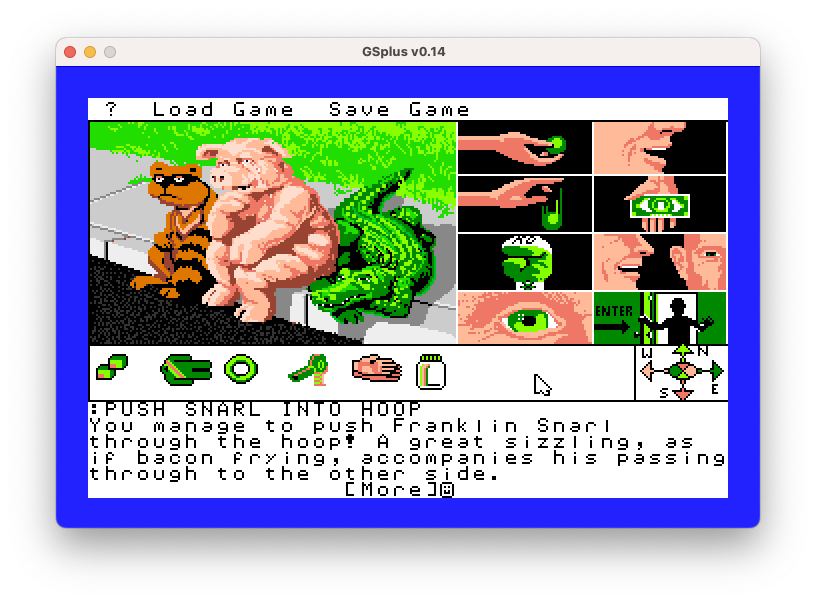 GSplus v0.14
? Load Game Save Game
ENTER
W N
S E
:PUSH SNARL INTO HOOP
You manage to push Franklin Snarl
through the hoop! A great sizzling, as
if bacon frying, accompanies his passing
through to the other side.
[More]